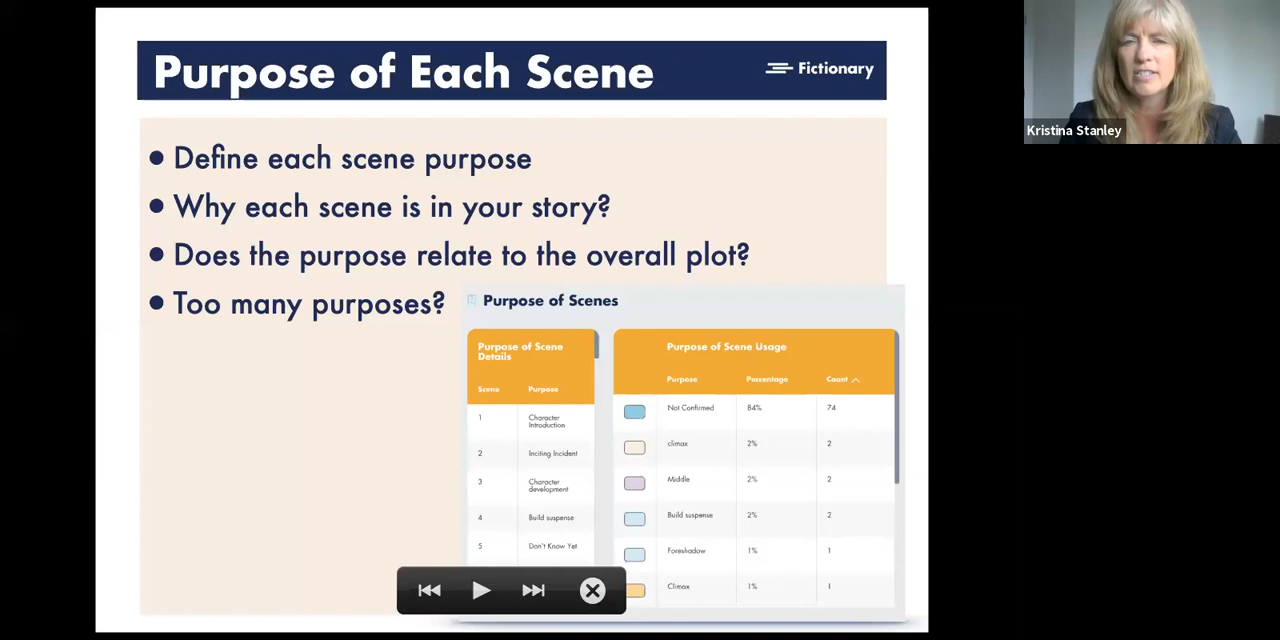 Purpose of Each Scene
Fictionary
Kristina Stanley
• Define each scene purpose
• Why each scene is in your story?
• Does the purpose relate to the overall plot?
• Too many purposes?
Purpose of Scenes
Purpose of Scene
Details
Scene Purpose
1 Character
Introduction
2 Inciting Incident
3 Character
development
4 Build suspense
5 Don't Know Yet
Purpose of Scene Usage
Purpose Percentage Count
Not Confirmed 84% 74
climax 2% 2
Middle 2% 2
Build suspense 2% 2
Foreshadow 1% 1
Climax 1% 1